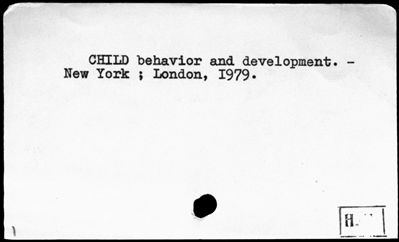 CHILD behavior and development. -
New York ; London, 1979.
H.